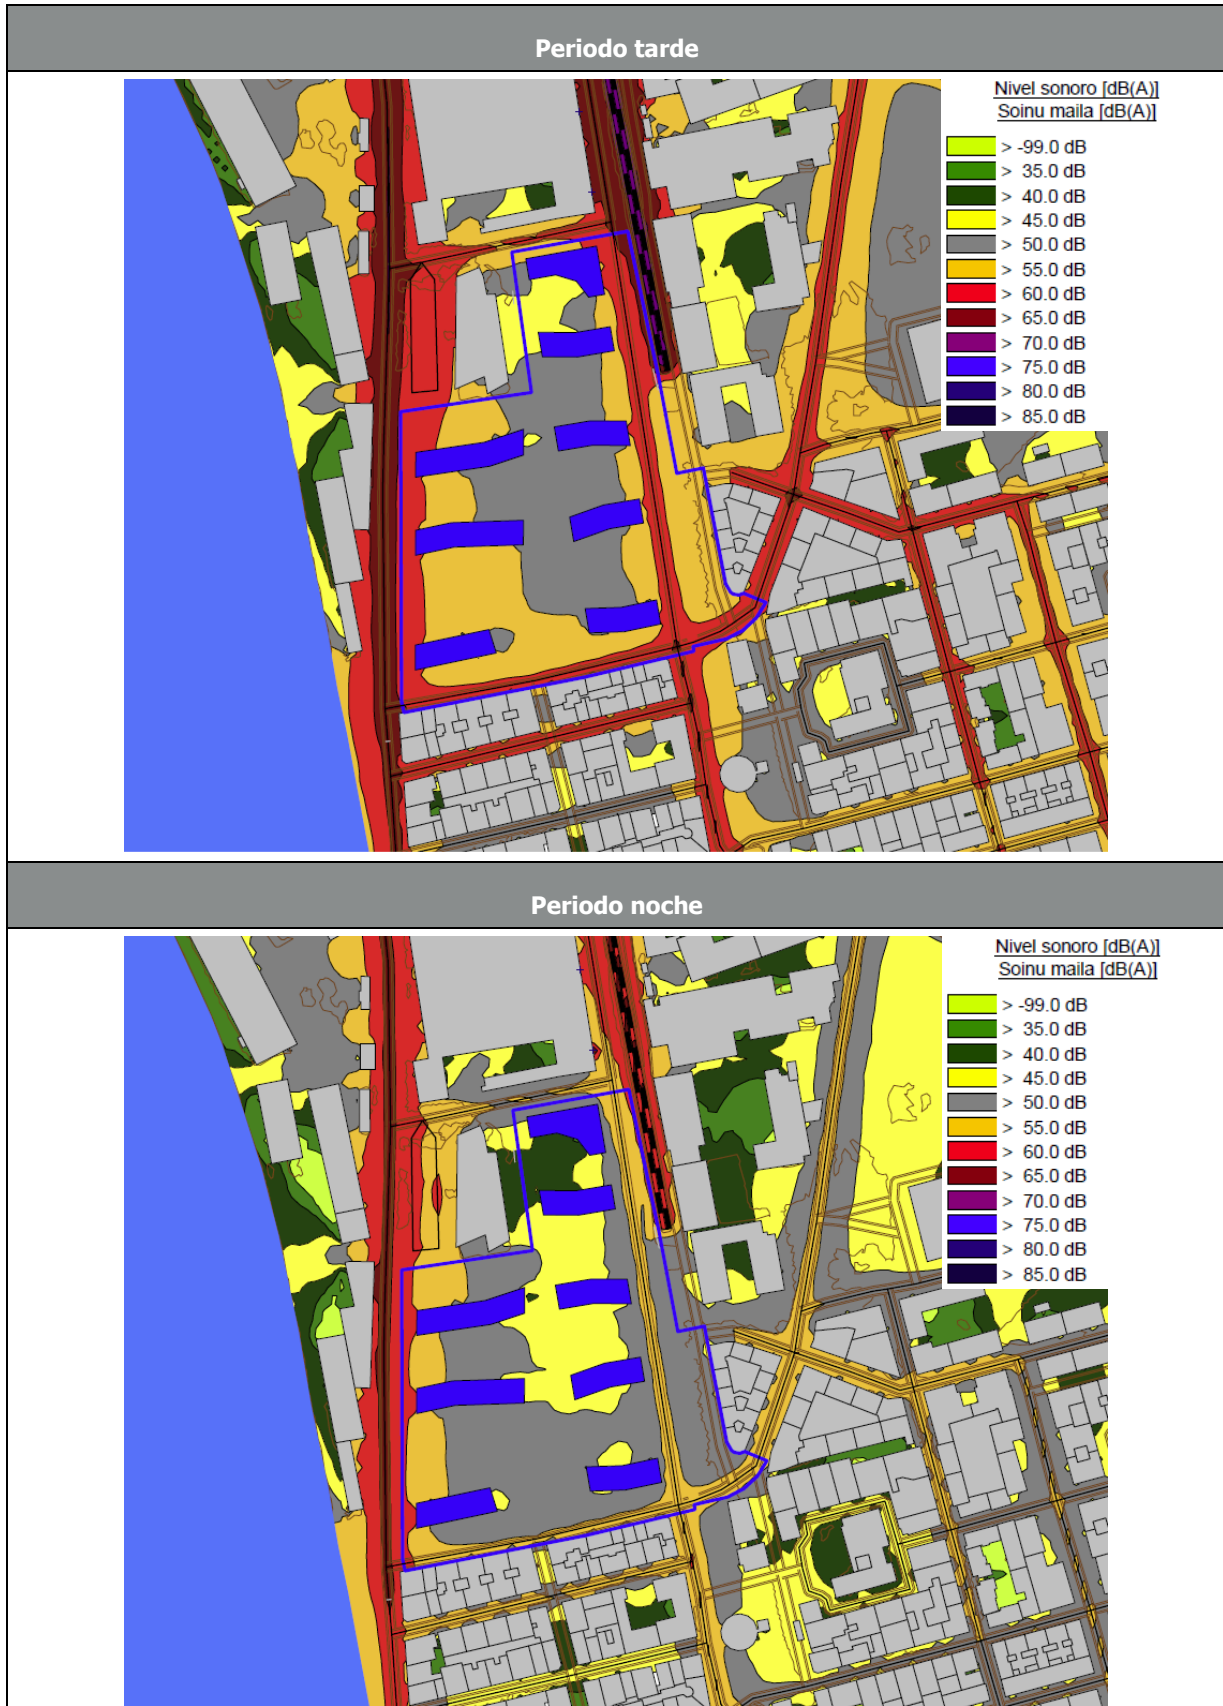 Periodo tarde
Nivel sonoro [dB(A)]
Soinu maila [dB(A)]
> -99.0 dB
> 35.0 dB
> 40.0 dB
> 45.0 dB
> 50.0 dB
> 55.0 dB
> 60.0 dB
> 65.0 dB
> 70.0 dB
> 75.0 dB
> 80.0 dB
> 85.0 dB
Periodo noche
Nivel sonoro [dB(A)]
Soinu maila [dB(A)]
> -99.0 dB
> 35.0 dB
> 40.0 dB
> 45.0 dB
> 50.0 dB
> 55.0 dB
> 60.0 dB
> 65.0 dB
> 70.0 dB
> 75.0 dB
> 80.0 dB
> 85.0 dB